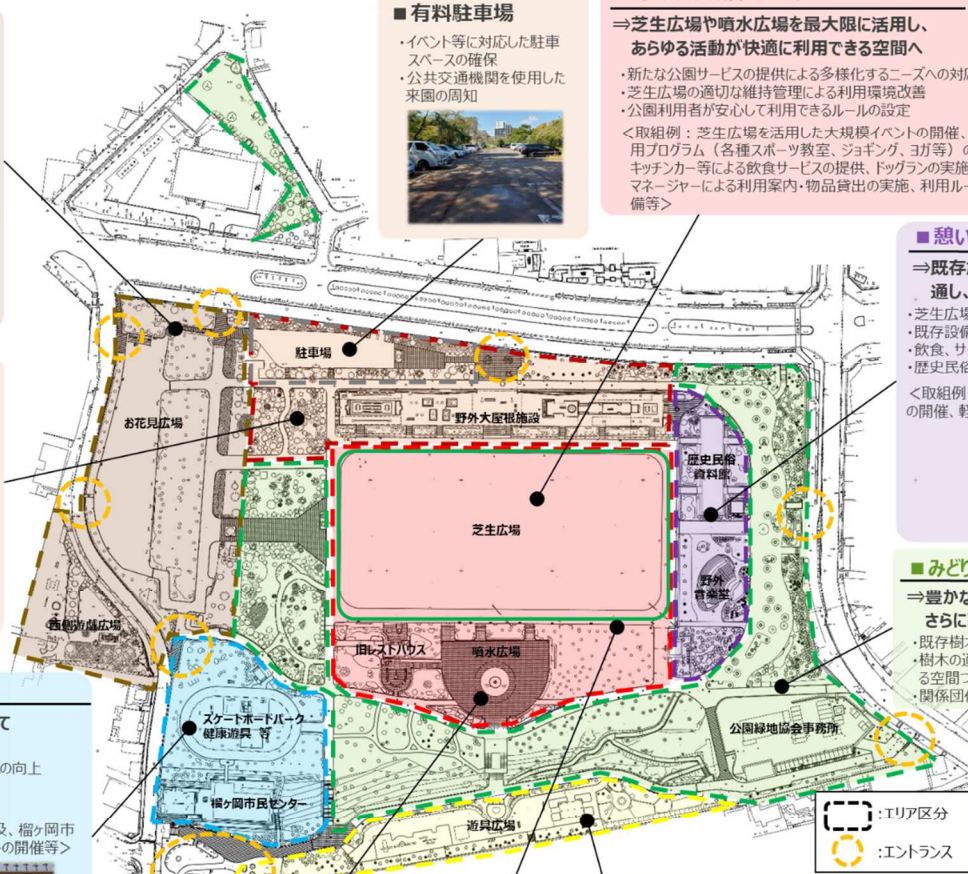 ■有料駐車場
・イベント等に対応した駐車
スペースの確保
・公共交通機関を使用した
来園の周知
⇒芝生広場や噴水広場を最大限に活用し、
あらゆる活動が快適に利用できる空間へ
・新たな公園サービスの提供による多様化するニーズへの対応
・芝生広場の適切な維持管理による利用環境改善
・公園利用者が安心して利用できるルールの設定
＜取組例：芝生広場を活用した大規模イベントの開催、
用プログラム（各種スポーツ教室、ジョギング、ヨガ等）の
キッチンカー等による飲食サービスの提供、ドッグランの実施
マネージャーによる利用案内・物品貸出の実施、利用ルー
備等＞
■憩い
⇒既存
通し、
・芝生広場
・既存設備
・飲食、サ
・歴史民俗
＜取組例
の開催、軽
■みどり
⇒豊かな
さらに
・既存樹木
・樹木の適
る空間づ
・関係団体
駐車場
お花見広場
野外大屋根施設
歴史民俗
資料館
芝生広場
野外
音楽堂
西側遊戯広場
旧レストハウス
噴水広場
スケートボードパーク
健康遊具 等
公園緑地協会事務所
榴ヶ岡市民センター
遊具広場
て
の向上
及、榴ヶ岡市
の開催等＞
:エリア区分
:エントランス